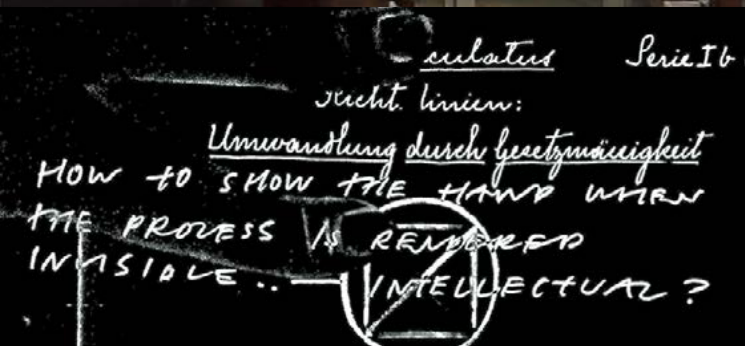 culatus Serie Ib
Richt. linien:
Umwandlung durch Gesetzmässigkeit
HOW TO SHOW THE HAND WHEN
THE PROCESS IS RENDERED
INVISIBLE .. — INTELLECTUAL ?